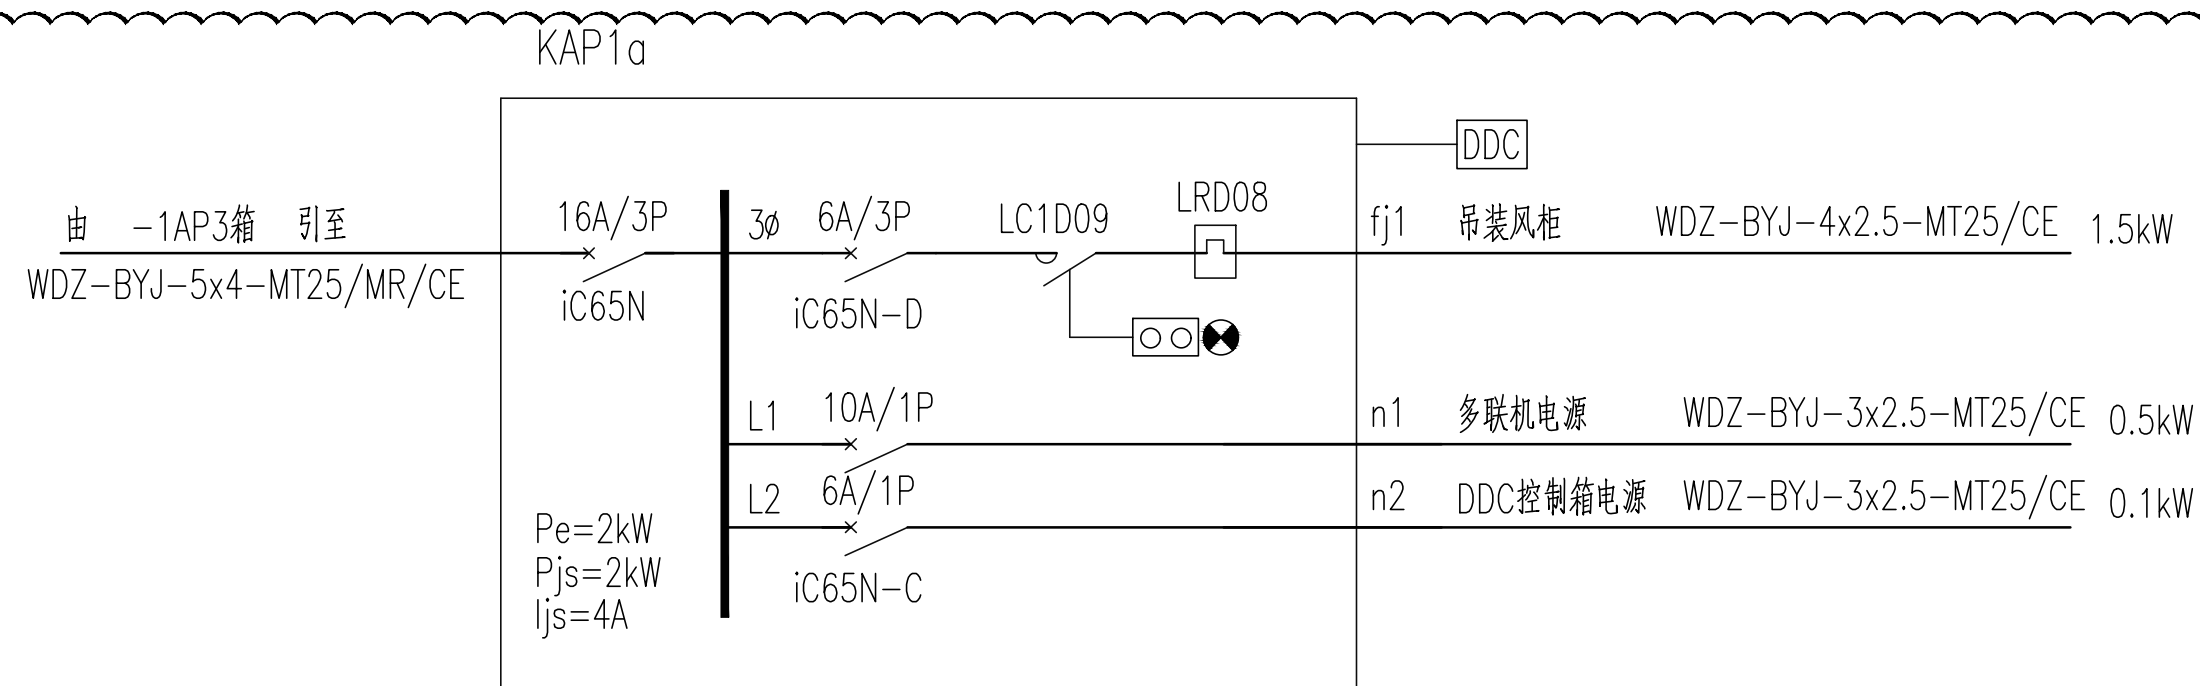 KAP1a
DDC
由 -1AP3箱 引至
WDZ-BYJ-5x4-MT25/MR/CE
16A/3P
iC65N
3ø 6A/3P LC1D09 LRD08 fj1 吊装风柜 WDZ-BYJ-4x2.5-MT25/CE 1.5kW
iC65N-D
L1 10A/1P n1 多联机电源 WDZ-BYJ-3x2.5-MT25/CE 0.5kW
L2 6A/1P n2 DDC控制箱电源 WDZ-BYJ-3x2.5-MT25/CE 0.1kW
iC65N-C
Pe=2kW
Pjs=2kW
Ijs=4A